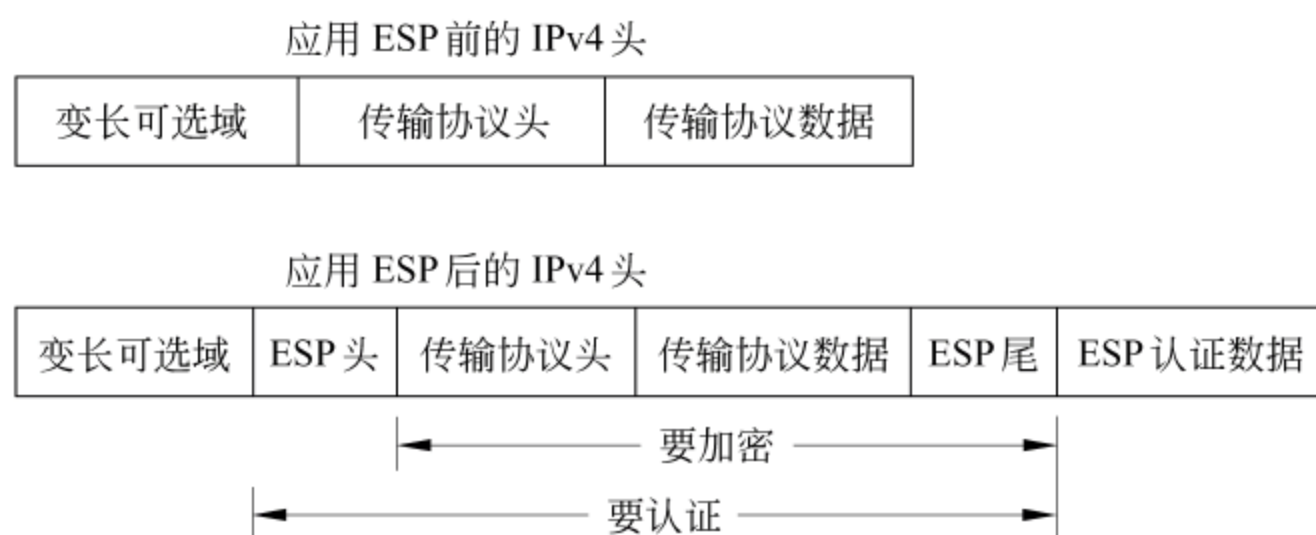 应用 ESP 前的 IPv4 头
变长可选域 传输协议头 传输协议数据
应用 ESP 后的 IPv4 头
变长可选域 ESP 头 传输协议头 传输协议数据 ESP 尾 ESP 认证数据
要加密
要认证